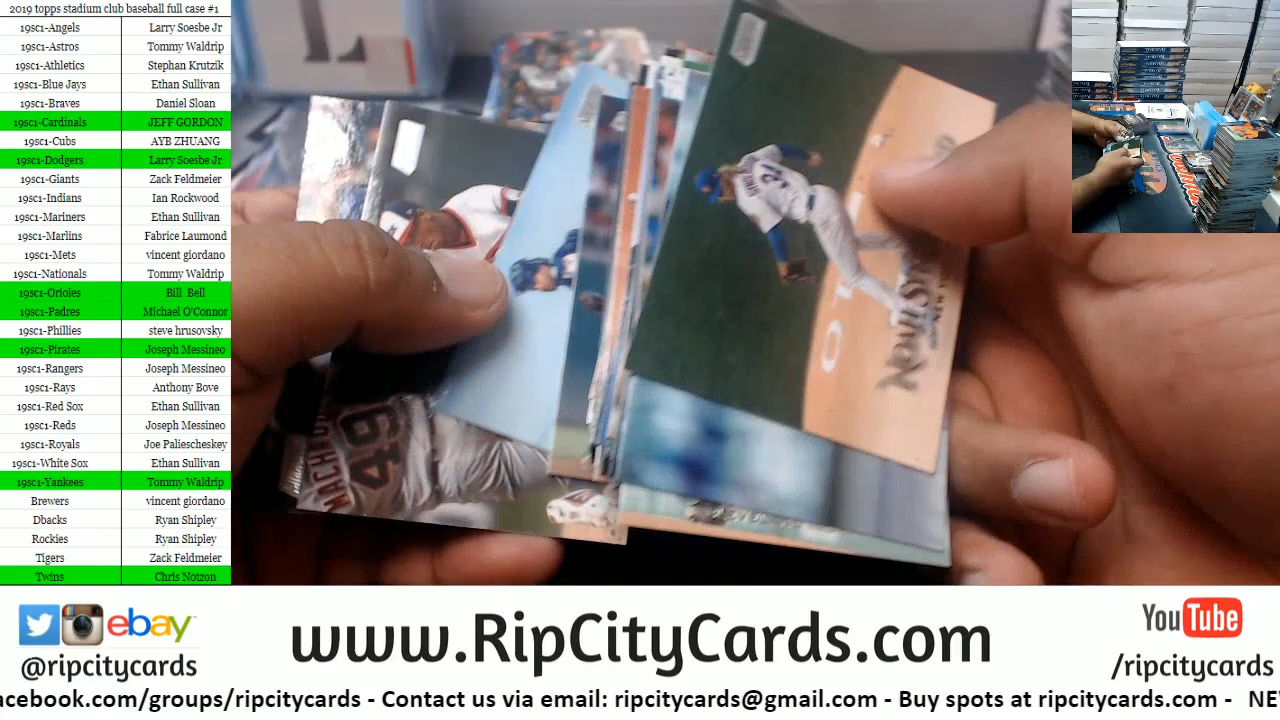 2019 topps stadium club baseball full case #1
19sc1-Angels Larry Soesbe Jr
19sc1-Astros Tommy Waldrip
19sc1-Athletics Stephan Krutzik
19sc1-Blue Jays Ethan Sullivan
19sc1-Braves Daniel Sloan
19sc1-Cardinals JEFF GORDON
19sc1-Cubs AYB ZHUANG
19sc1-Dodgers Larry Soesbe Jr
19sc1-Giants Zack Feldmeier
19sc1-Indians Ian Rockwood
19sc1-Mariners Ethan Sullivan
19sc1-Marlins Fabrice Laumond
19sc1-Mets vincent giordano
19sc1-Nationals Tommy Waldrip
19sc1-Orioles Bill Bell
19sc1-Padres Michael O'Connor
19sc1-Phillies steve hrusovsky
19sc1-Pirates Joseph Messineo
19sc1-Rangers Joseph Messineo
19sc1-Rays Anthony Bove
19sc1-Red Sox Ethan Sullivan
19sc1-Reds Joseph Messineo
19sc1-Royals Joe Paliescheskey
19sc1-White Sox Ethan Sullivan
19sc1-Yankees Tommy Waldrip
Brewers vincent giordano
Dbacks Ryan Shipley
Rockies Ryan Shipley
Tigers Zack Feldmeier
Twins Chris Notzon
49
ebay
@ripcitycards
www.RipCityCards.com
YouTube
/ripcitycards
acebook.com/groups/ripcitycards - Contact us via email: ripcitycards@gmail.com - Buy spots at ripcitycards.com - NE